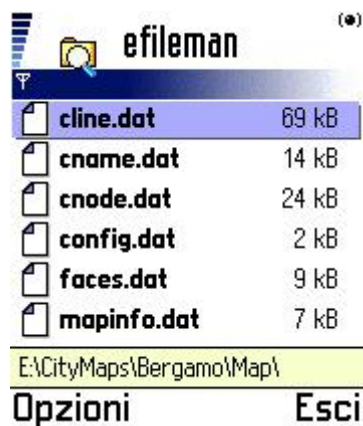 efileman
cline.dat 69 kB
cname.dat 14 kB
cnode.dat 24 kB
config.dat 2 kB
faces.dat 9 kB
mapinfo.dat 7 kB
E:\CityMaps\Bergamo\Map\
Opzioni Esci